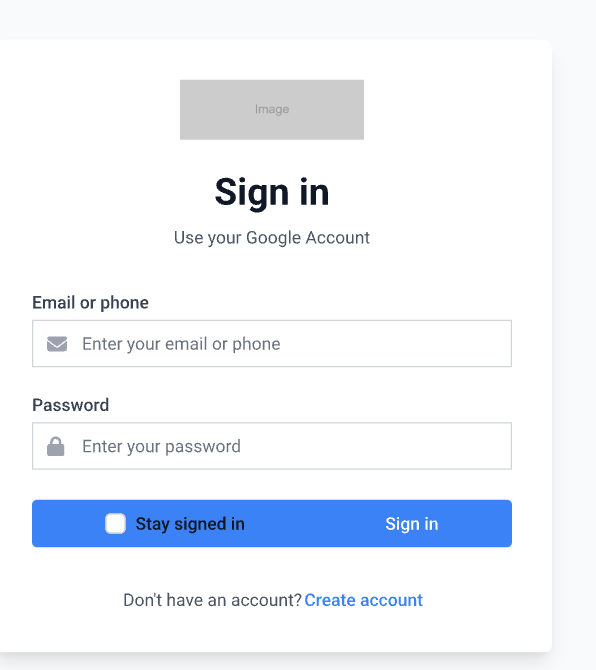 Image
Sign in
Use your Google Account
Email or phone
Enter your email or phone
Password
Enter your password
Stay signed in Sign in
Don't have an account? Create account